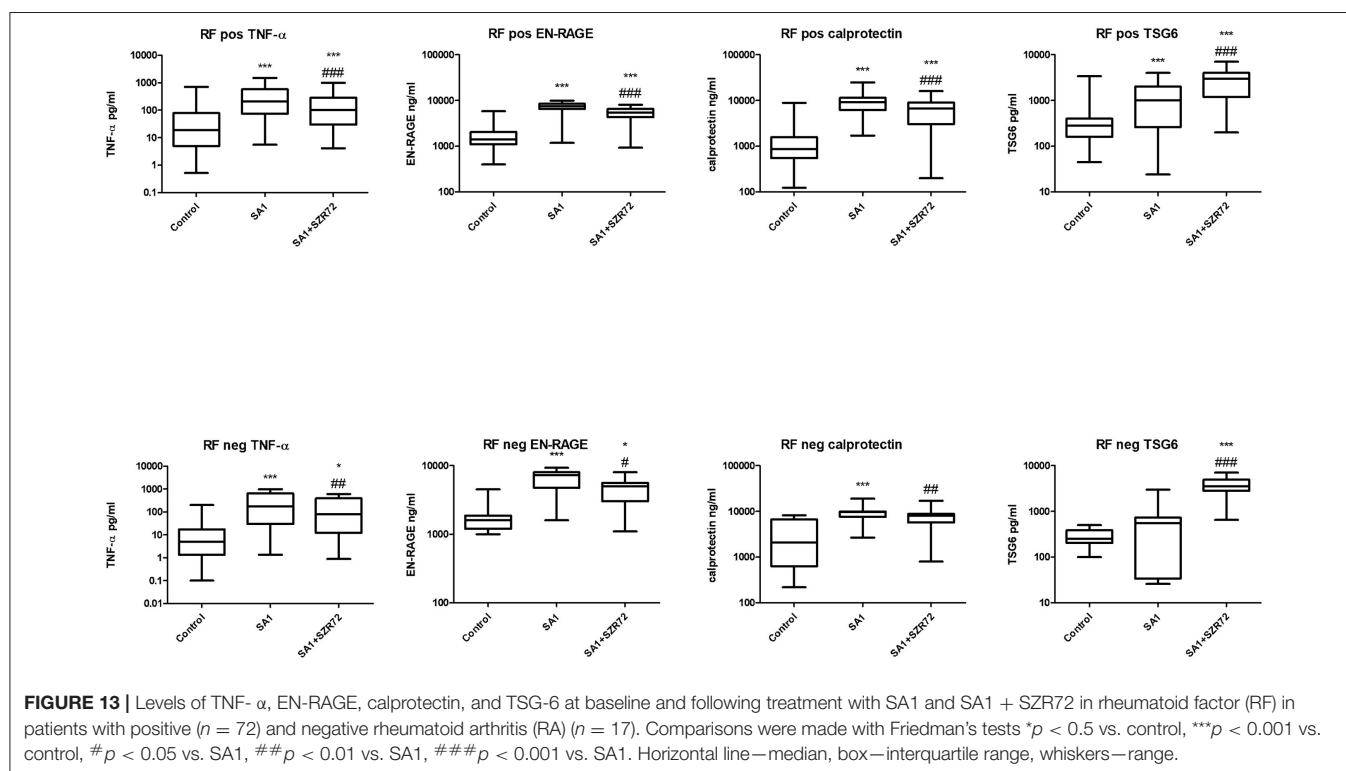 RF pos TNF-α
TNF-α pg/ml
10000
1000
100
10
1
0.1
***
***
###
Control
SA1
SA1+SZR72
RF pos EN-RAGE
EN-RAGE ng/ml
100000
10000
1000
100
***
***
###
Control
SA1
SA1+SZR72
RF pos calprotectin
calprotectin ng/ml
100000
10000
1000
100
***
***
###
Control
SA1
SA1+SZR72
RF pos TSG6
TSG6 pg/ml
10000
1000
100
10
***
***
###
Control
SA1
SA1+SZR72
RF neg TNF-α
TNF-α pg/ml
10000
1000
100
10
1
0.1
0.01
***
*
##
Control
SA1
SA1+SZR72
RF neg EN-RAGE
EN-RAGE ng/ml
10000
1000
100
***
*
#
Control
SA1
SA1+SZR72
RF neg calprotectin
calprotectin ng/ml
100000
10000
1000
100
***
##
Control
SA1
SA1+SZR72
RF neg TSG6
TSG6 pg/ml
10000
1000
100
10
***
###
Control
SA1
SA1+SZR72
FIGURE 13 | Levels of TNF- α, EN-RAGE, calprotectin, and TSG-6 at baseline and following treatment with SA1 and SA1 + SZR72 in rheumatoid factor (RF) in
patients with positive (n = 72) and negative rheumatoid arthritis (RA) (n = 17). Comparisons were made with Friedman's tests *p < 0.5 vs. control, ***p < 0.001 vs.
control, #p < 0.05 vs. SA1, ##p < 0.01 vs. SA1, ###p < 0.001 vs. SA1. Horizontal line—median, box—interquartile range, whiskers—range.